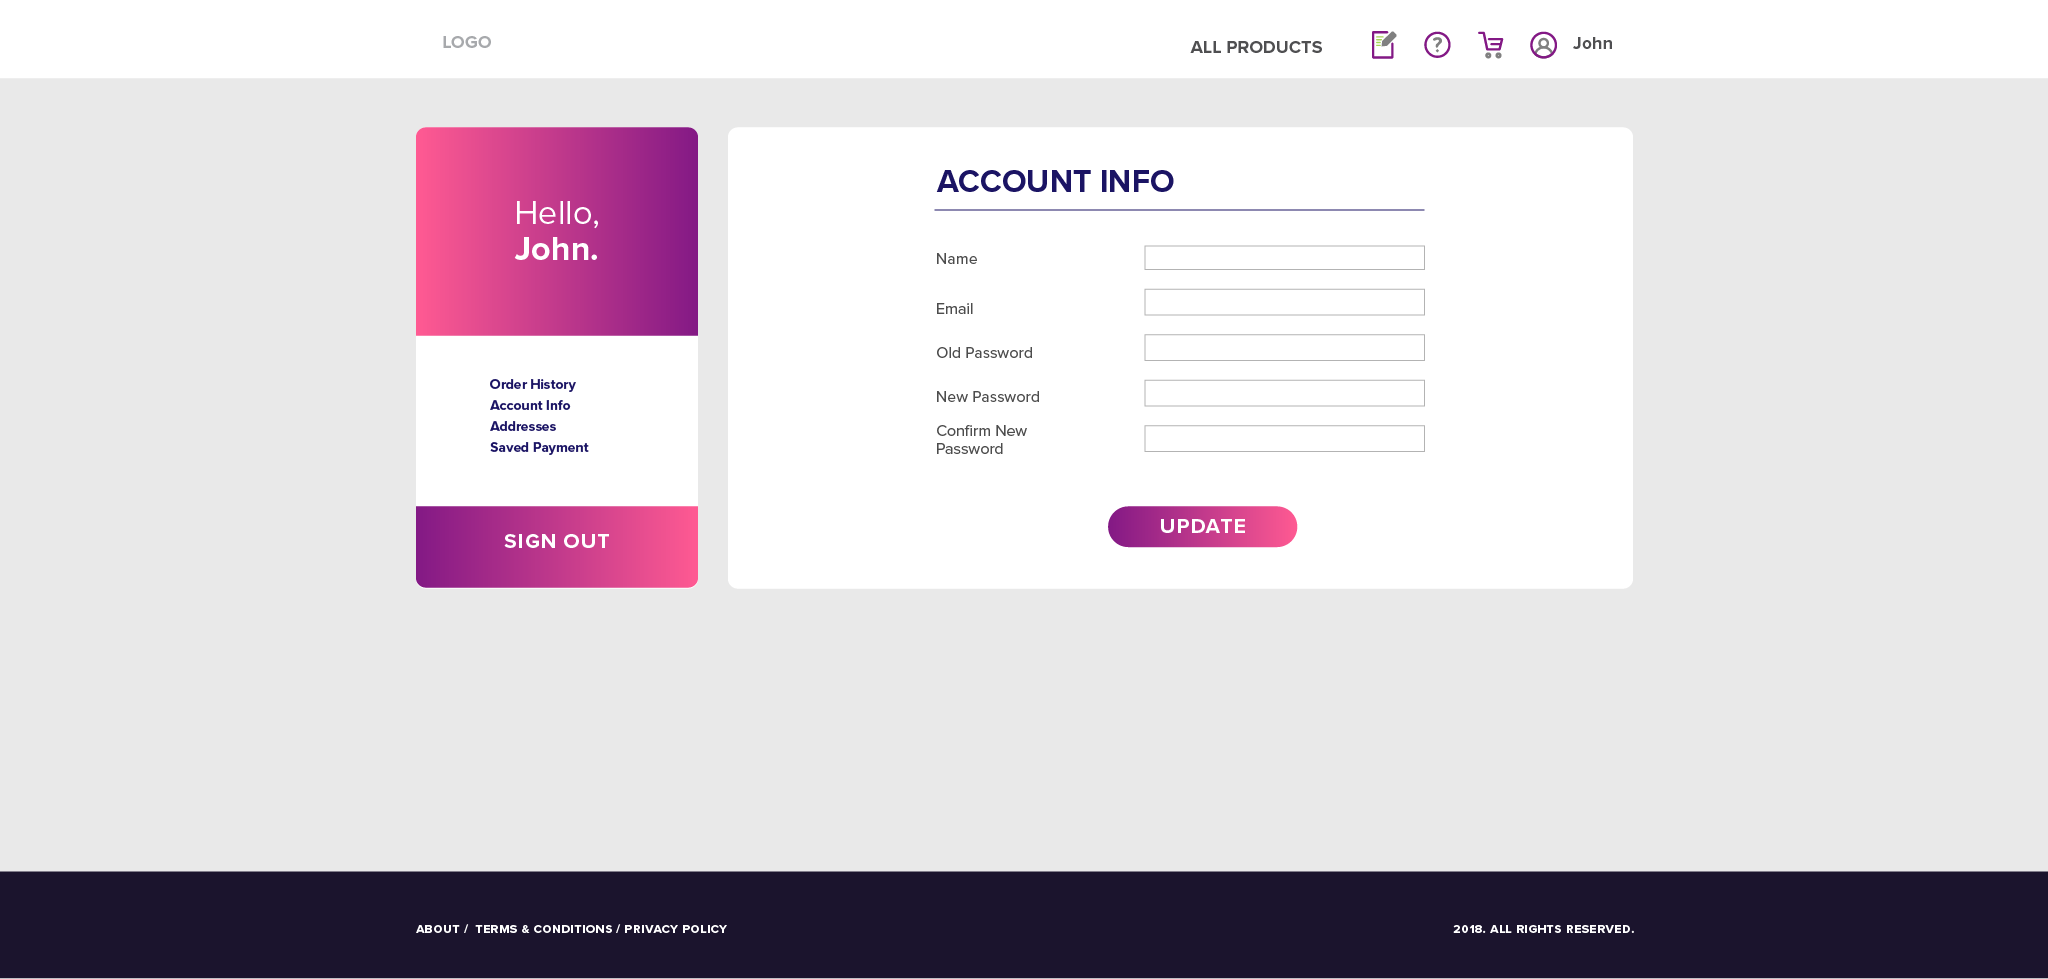 LOGO
ALL PRODUCTS
John
Hello,
John.
Order History
Account Info
Addresses
Saved Payment
SIGN OUT
ACCOUNT INFO
Name
Email
Old Password
New Password
Confirm New
Password
UPDATE
ABOUT / TERMS & CONDITIONS / PRIVACY POLICY
2018. ALL RIGHTS RESERVED.